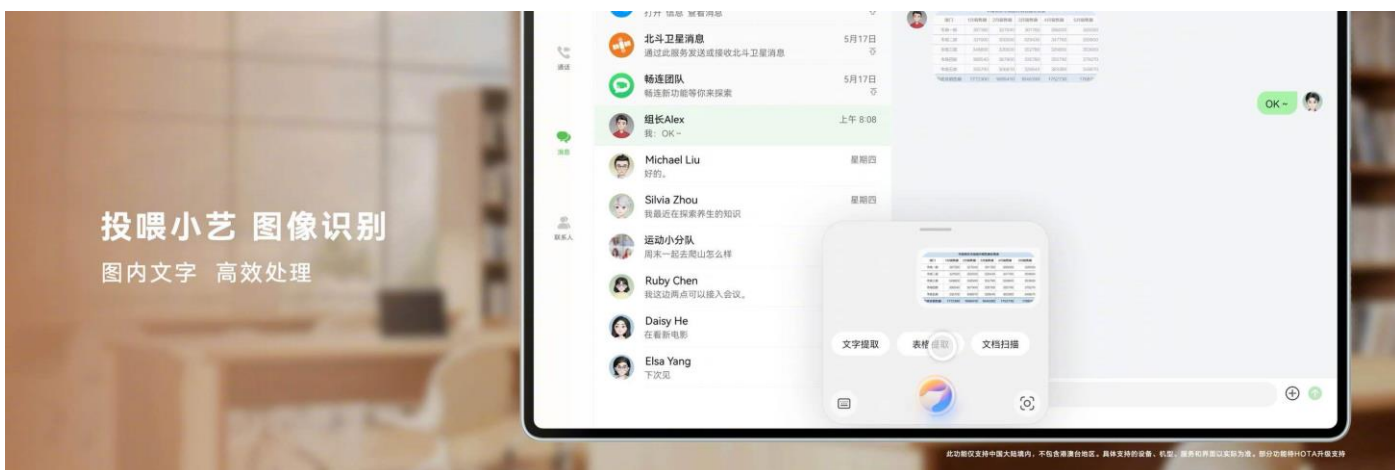 投喂小艺 图像识别
图内文字 高效处理
通话
消息
联系人
打开 信息 查看消息
北斗卫星消息
5月17日
通过此服务发送或接收北斗卫星消息
畅连团队
5月17日
畅连新功能等你来探索
组长Alex
上午 8:08
我: OK~
Michael Liu
星期四
好的。
Silvia Zhou
星期四
我最近在探索养生的知识
运动小分队
周末一起去爬山怎么样
Ruby Chen
我这边两点可以接入会议。
Daisy He
在看新电影
Elsa Yang
下次见
OK~
文字提取
表格提取
文档扫描
此功能仅支持中国大陆境内，不包含港澳台地区。具体支持的设备、机型、服务和界面以实际为准。部分功能待HOTA升级支持